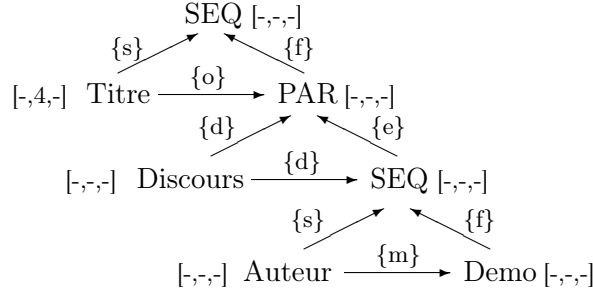 SEQ [-,-,-]
{s} {f}
[-,4,-] Titre {o} PAR [-,-,-]
{d} {e}
[-,-,-] Discours {d} SEQ [-,-,-]
{s} {f}
[-,-,-] Auteur {m} Demo [-,-,-]